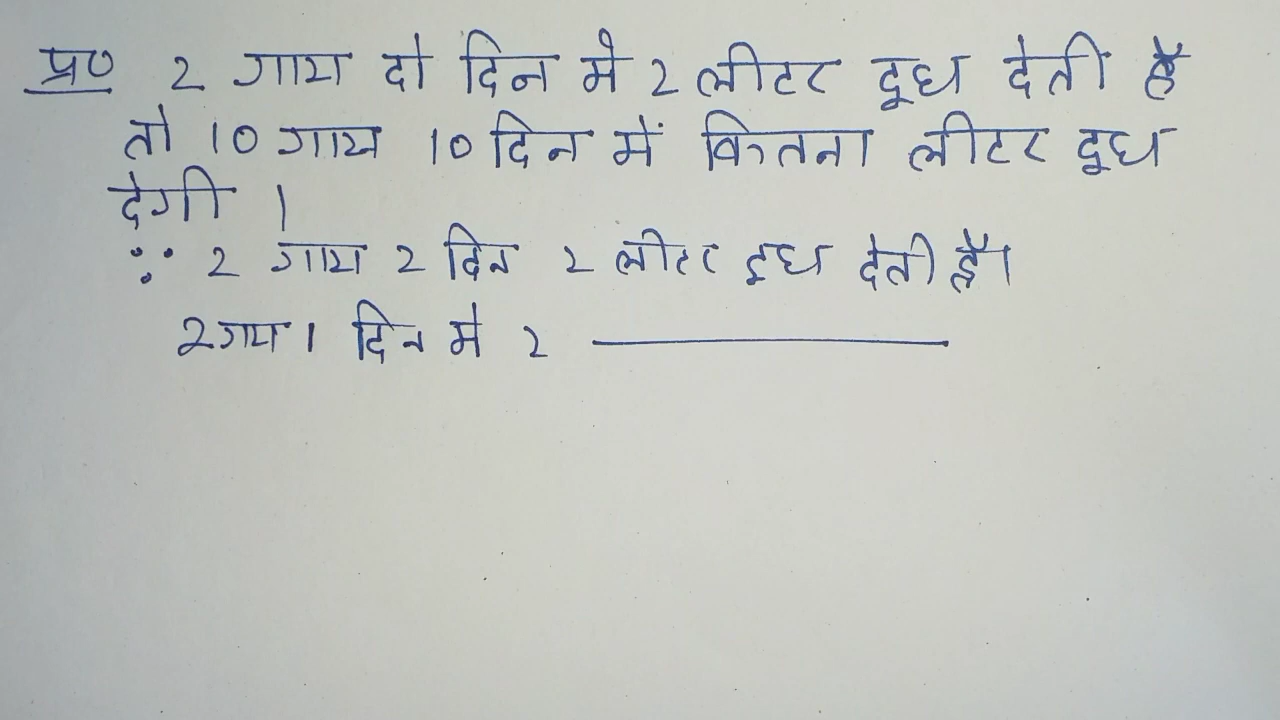 प्र० 2 गाय दो दिन मे 2 लीटर दूध देती है
तो 10 गाय 10 दिन में कितना लीटर दूध
देगी ।
∵ 2 गाय 2 दिन 2 लीटर दूध देती हैं।
2 गाय 1 दिन मे 2 ————